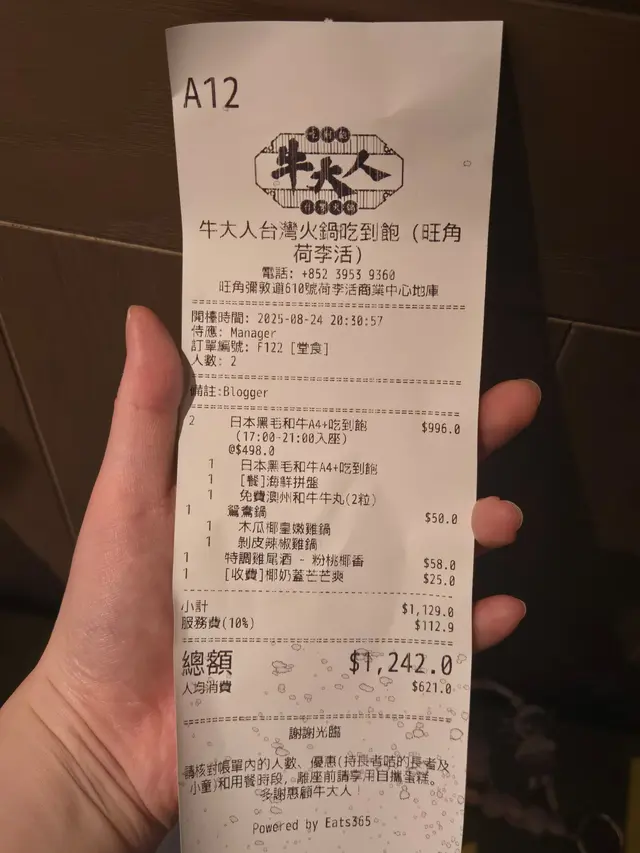 A12
吃到飽
牛大人
台灣火鍋
牛大人台灣火鍋吃到飽 (旺角
荷李活)
電話: +852 3953 9360
旺角彌敦道610號荷李活商業中心地庫
開檯時間: 2025-08-24 20:30:57
侍應: Manager
訂單編號: F122 [堂食]
人數: 2
備註:Blogger
2 日本黑毛和牛A4+吃到飽 $996.0
(17:00-21:00入座)
@$498.0
1 日本黑毛和牛A4+吃到飽
1 [餐]海鮮拼盤
1 免費澳州和牛牛丸(2粒)
1 鴛鴦鍋 $50.0
1 木瓜椰皇嫩雞鍋
1 剝皮辣椒雞鍋
1 特調雞尾酒 - 粉桃椰香 $58.0
1 [收費]椰奶蓋芒芒爽 $25.0
小計 $1,129.0
服務費(10%) $112.9
總額 $1,242.0
人均消費 $621.0
謝謝光臨
請核對帳單內的人數、優惠(持長者咭的長者及
小童)和用餐時段，離座前請享用自攜蛋糕。
多謝惠顧牛大人！
Powered by Eats365